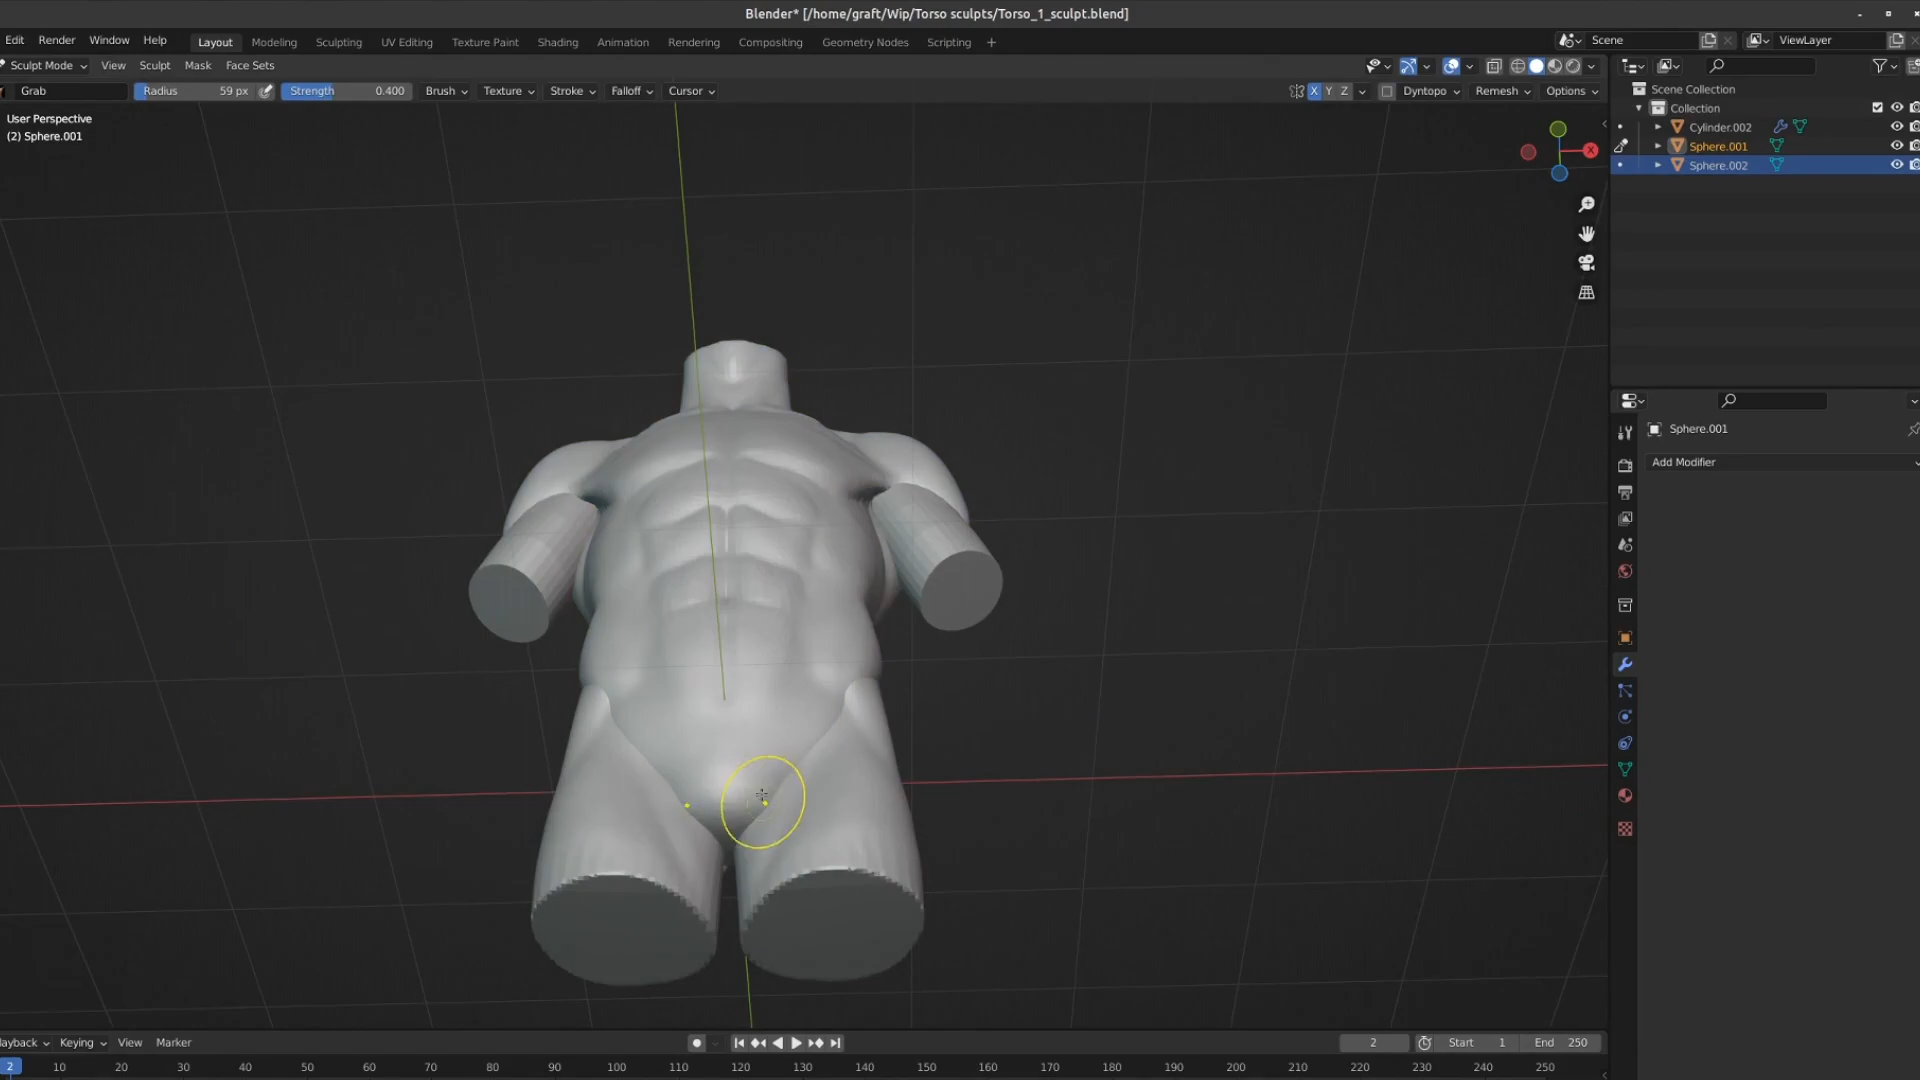 Blender* [/home/graft/Wip/Torso sculpts/Torso_1_sculpt.blend]
Edit Render Window Help Layout Modeling Sculpting UV Editing Texture Paint Shading Animation Rendering Compositing Geometry Nodes Scripting + Scene ViewLayer
Sculpt Mode View Sculpt Mask Face Sets
Grab Radius 59 px Strength 0.400 Brush Texture Stroke Falloff Cursor X Y Z Dyntopo Remesh Options
User Perspective
(2) Sphere.001
X
Scene Collection
Collection
Cylinder.002
Sphere.001
Sphere.002
Sphere.001
Add Modifier
layback Keying View Marker 2 Start 1 End 250
2 10 20 30 40 50 60 70 80 90 100 110 120 130 140 150 160 170 180 190 200 210 220 230 240 250